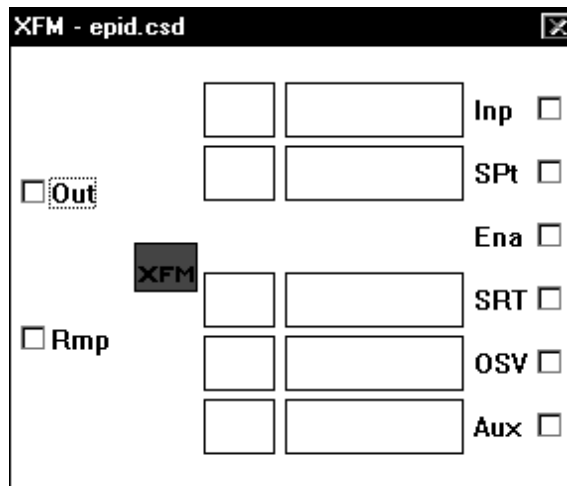 XFM - epid.csd
Inp
SPt
Out
Ena
XFM
SRT
Rmp
OSV
Aux